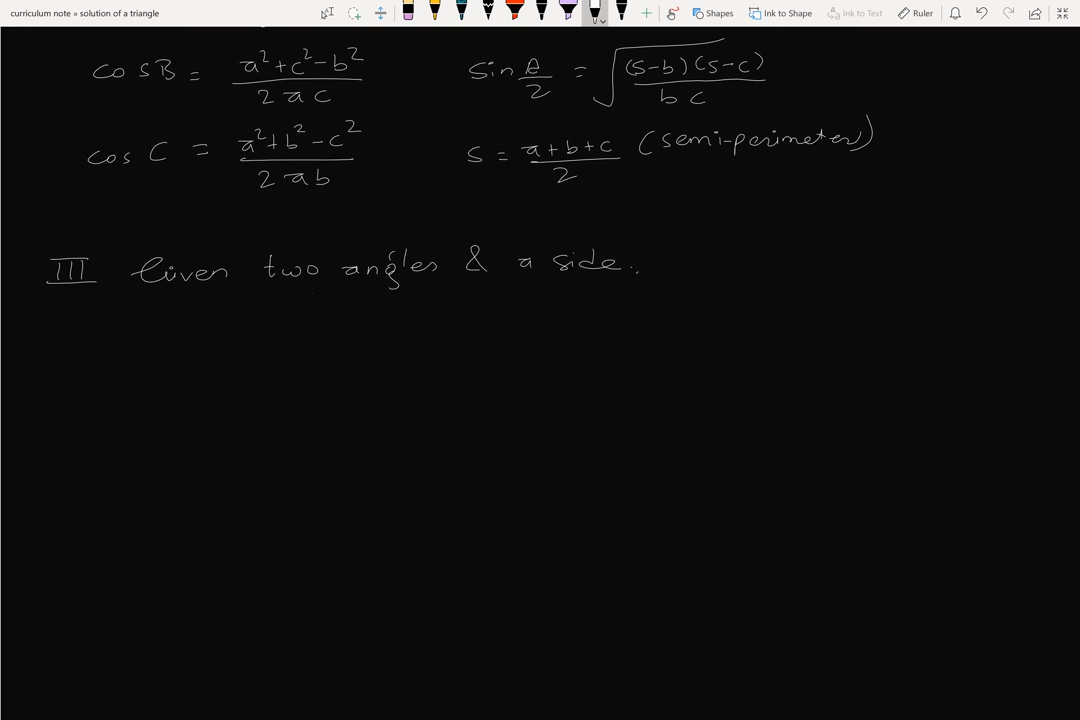 curriculum note » solution of a triangle
Shapes
Ink to Shape
Ink to Text
Ruler
cos B = (a²+c²-b²)/(2ac)
sin A/2 = √((s-b)(s-c)/(bc))
cos C = (a²+b²-c²)/(2ab)
s = (a+b+c)/2 (semi-perimeter)
III Given two angles & a side.